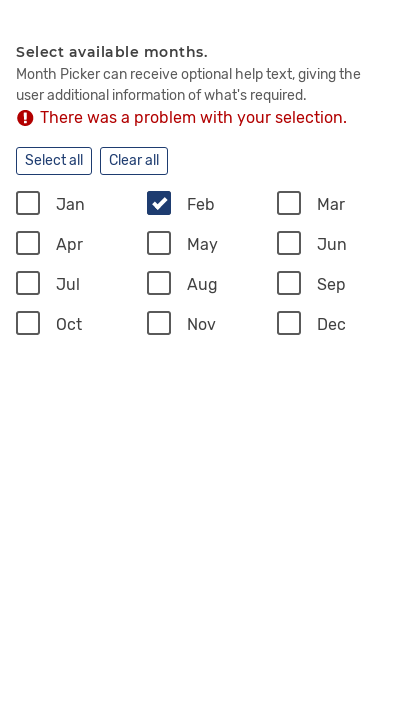 Select available months.
Month Picker can receive optional help text, giving the
user additional information of what's required.
There was a problem with your selection.
Select all Clear all
Jan Feb Mar
Apr May Jun
Jul Aug Sep
Oct Nov Dec